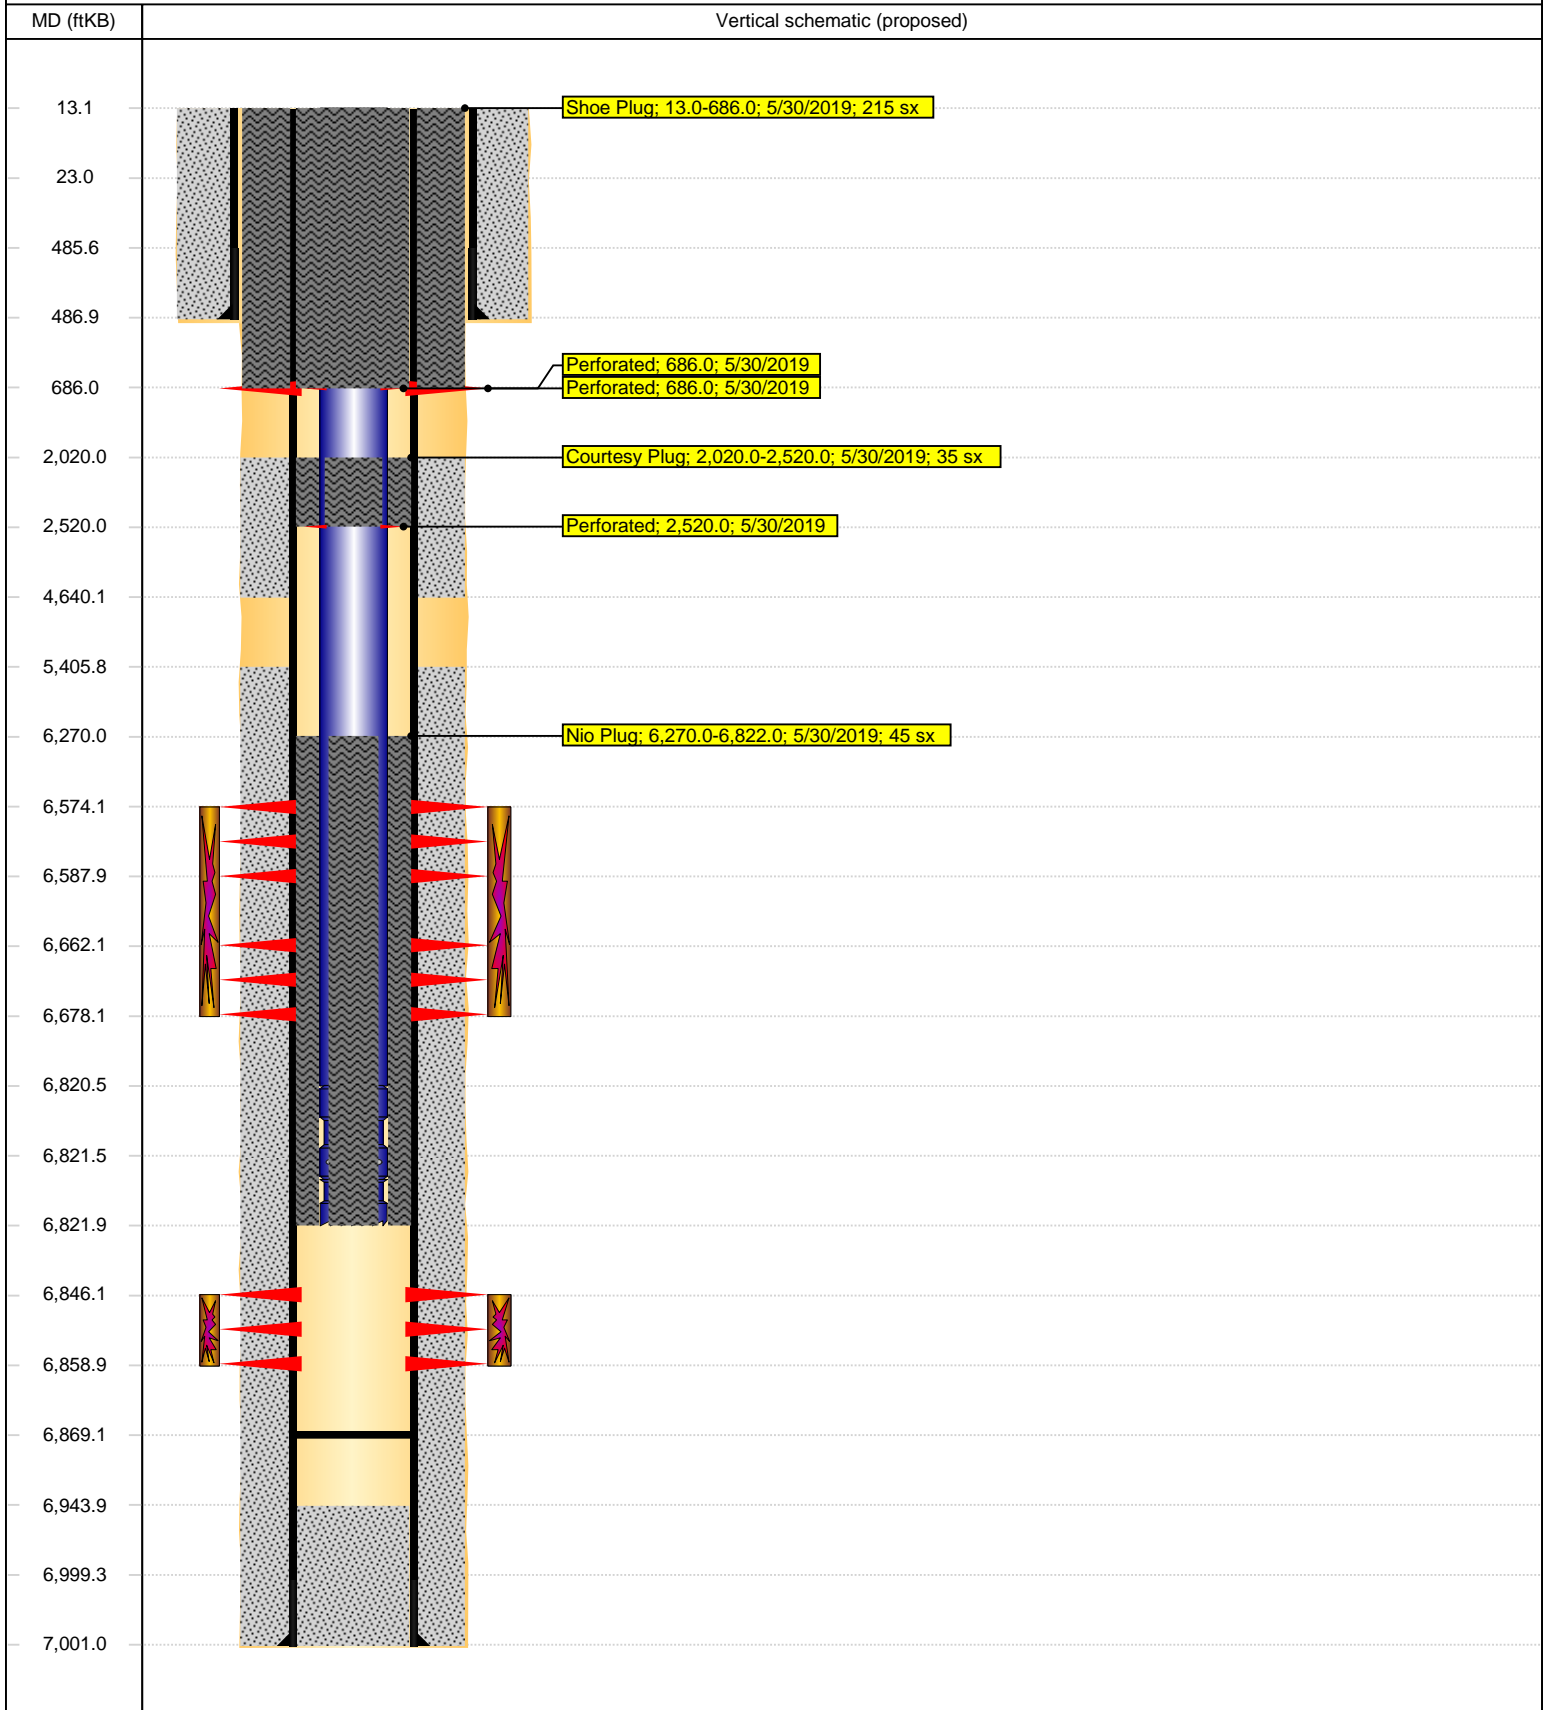 MD (ftKB)
Vertical schematic (proposed)
13.1
Shoe Plug; 13.0-686.0; 5/30/2019; 215 sx
23.0
485.6
486.9
Perforated; 686.0; 5/30/2019
686.0
Perforated; 686.0; 5/30/2019
2,020.0
Courtesy Plug; 2,020.0-2,520.0; 5/30/2019; 35 sx
2,520.0
Perforated; 2,520.0; 5/30/2019
4,640.1
5,405.8
6,270.0
Nio Plug; 6,270.0-6,822.0; 5/30/2019; 45 sx
6,574.1
6,587.9
6,662.1
6,678.1
6,820.5
6,821.5
6,821.9
6,846.1
6,858.9
6,869.1
6,943.9
6,999.3
7,001.0